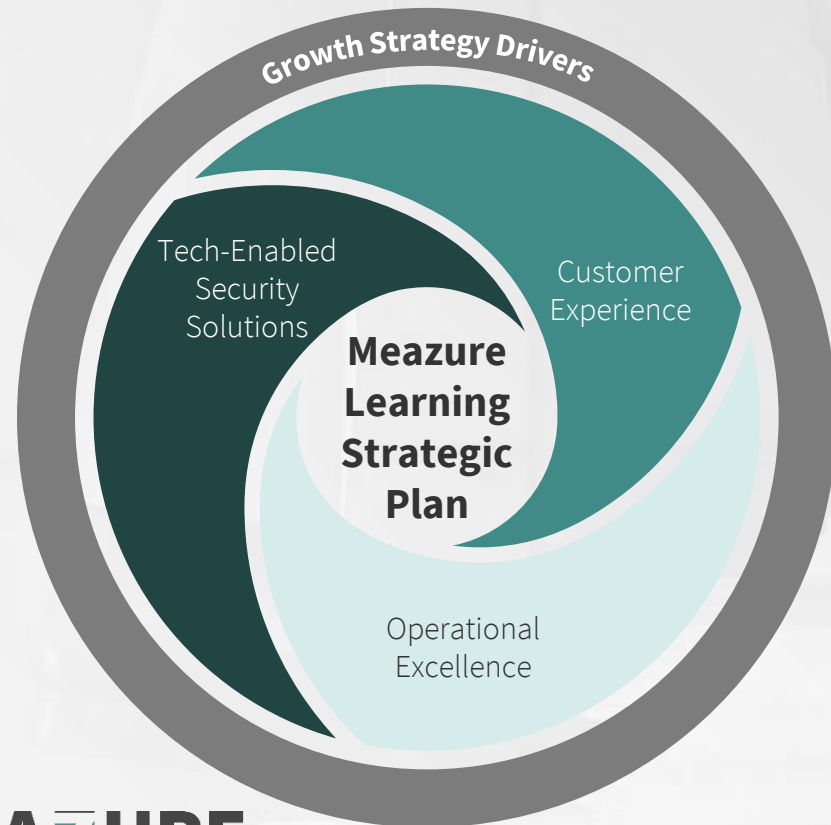 Growth Strategy Drivers
Tech-Enabled
Security
Solutions
Customer
Experience
Meazure
Learning
Strategic
Plan
Operational
Excellence